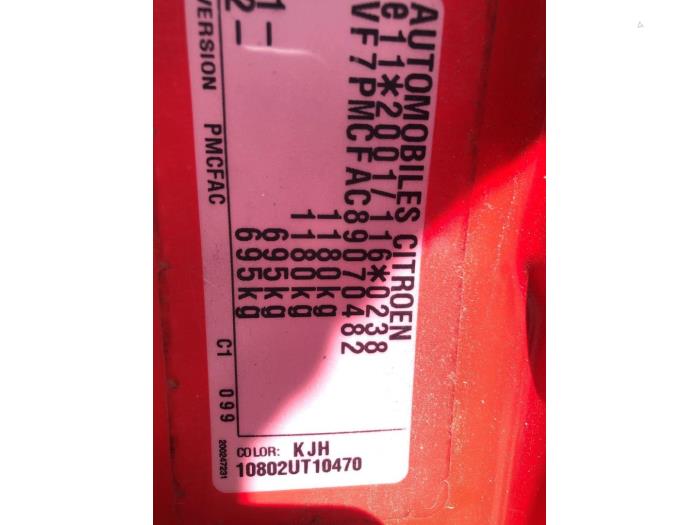 AUTOMOBILES CITROEN
e11*2001/116*0238
VF7PMCFAC89070482
1180kg
1180kg
1- 695kg
2- 695kg
VERSION PMCFAC C1 099
200247231
COLOR: KJH
10802UT10470